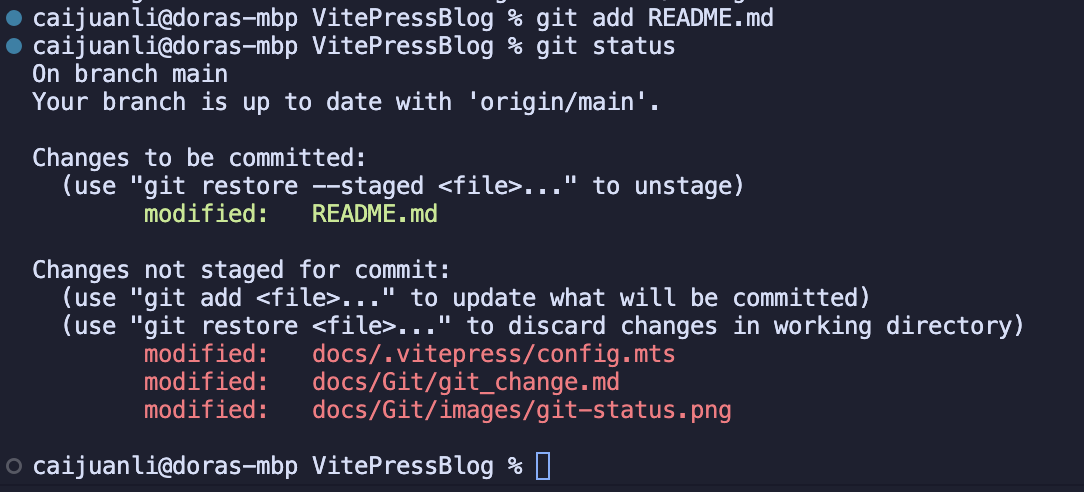 caijuanli@doras-mbp VitePressBlog % git add README.md
caijuanli@doras-mbp VitePressBlog % git status
On branch main
Your branch is up to date with 'origin/main'.

Changes to be committed:
  (use "git restore --staged <file>..." to unstage)
        modified:   README.md

Changes not staged for commit:
  (use "git add <file>..." to update what will be committed)
  (use "git restore <file>..." to discard changes in working directory)
        modified:   docs/.vitepress/config.mts
        modified:   docs/Git/git_change.md
        modified:   docs/Git/images/git-status.png

caijuanli@doras-mbp VitePressBlog %